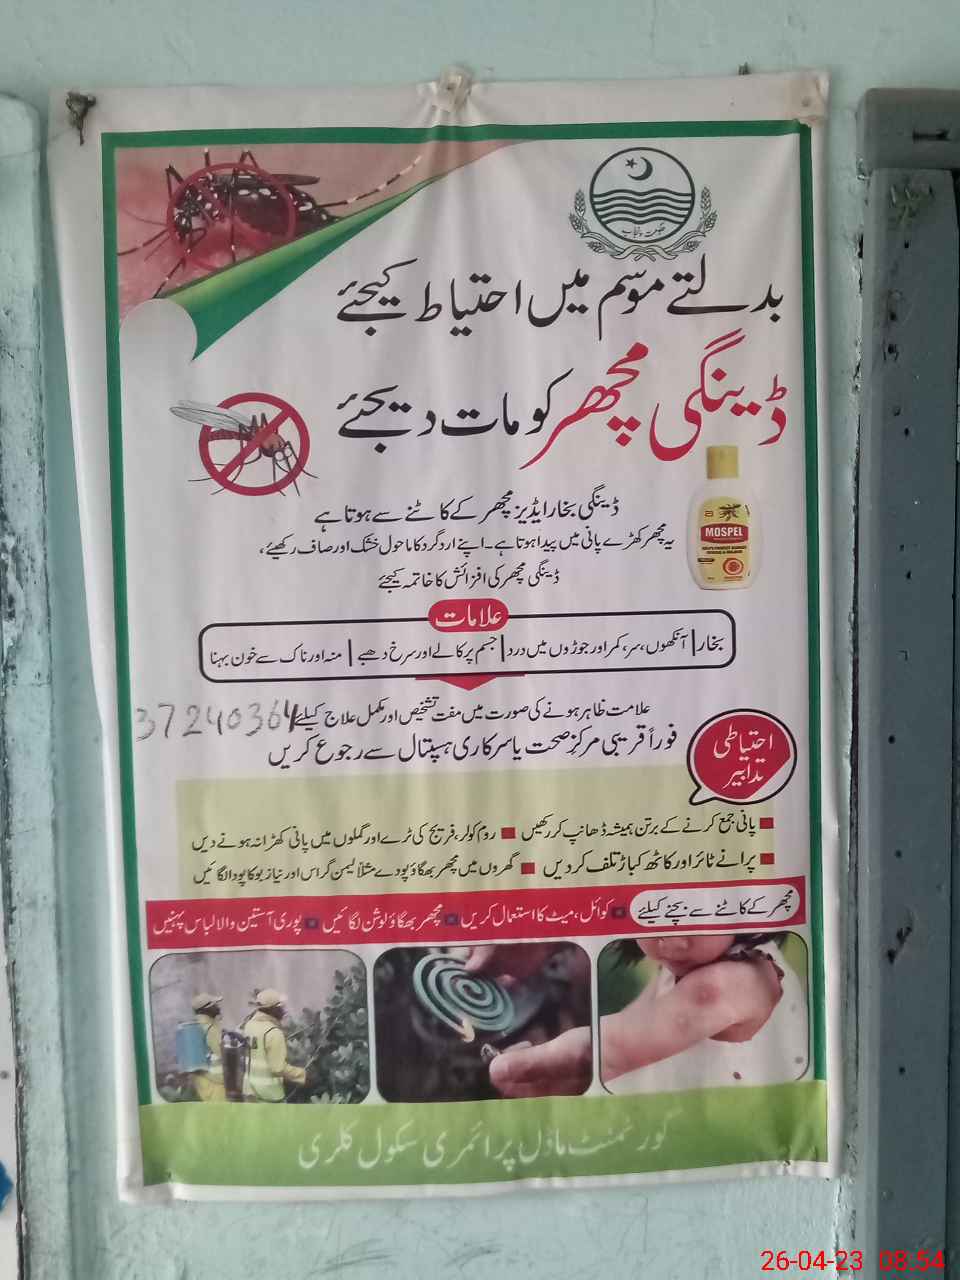 حکومت پنجاب
بدلتے موسم میں احتیاط کیجئے
ڈینگی مچھر کو مات دیجئے
ڈینگی بخار ایڈیز مچھر کے کاٹنے سے ہوتا ہے
یہ مچھر کھڑے پانی میں پیدا ہوتا ہے۔ اپنے اردگرد کا ماحول خشک اور صاف رکھیئے،
ڈینگی مچھر کی افزائش کا خاتمہ کیجئے
MOSPEL
علامات
بخار | آنکھوں، سر، کمر اور جوڑوں میں درد | جسم پر کالے اور سرخ دھبے | منہ اور ناک سے خون بہنا
علامت ظاہر ہونے کی صورت میں مفت تشخیص اور مکمل علاج کیلئے
37240364
فوراً قریبی مرکزِ صحت یا سرکاری ہسپتال سے رجوع کریں
احتیاطی
تدابیر
پانی جمع کرنے کے برتن ہمیشہ ڈھانپ کر رکھیں ■ روم کولر، فریج کی ٹرے اور گملوں میں پانی کھڑا نہ ہونے دیں
پرانے ٹائر اور کاٹھ کباڑ تلف کر دیں ■ گھروں میں مچھر بھگاؤ پودے مثلاً لیمن گراس اور نیاز بو کا پودا لگائیں
مچھر کے کاٹنے سے بچنے کیلئے ■ کوائل، میٹ کا استعمال کریں ■ مچھر بھگاؤ لوشن لگائیں ■ پوری آستین والا لباس پہنیں
گورنمنٹ ماڈل پرائمری سکول کلری
26-04-23 08:54